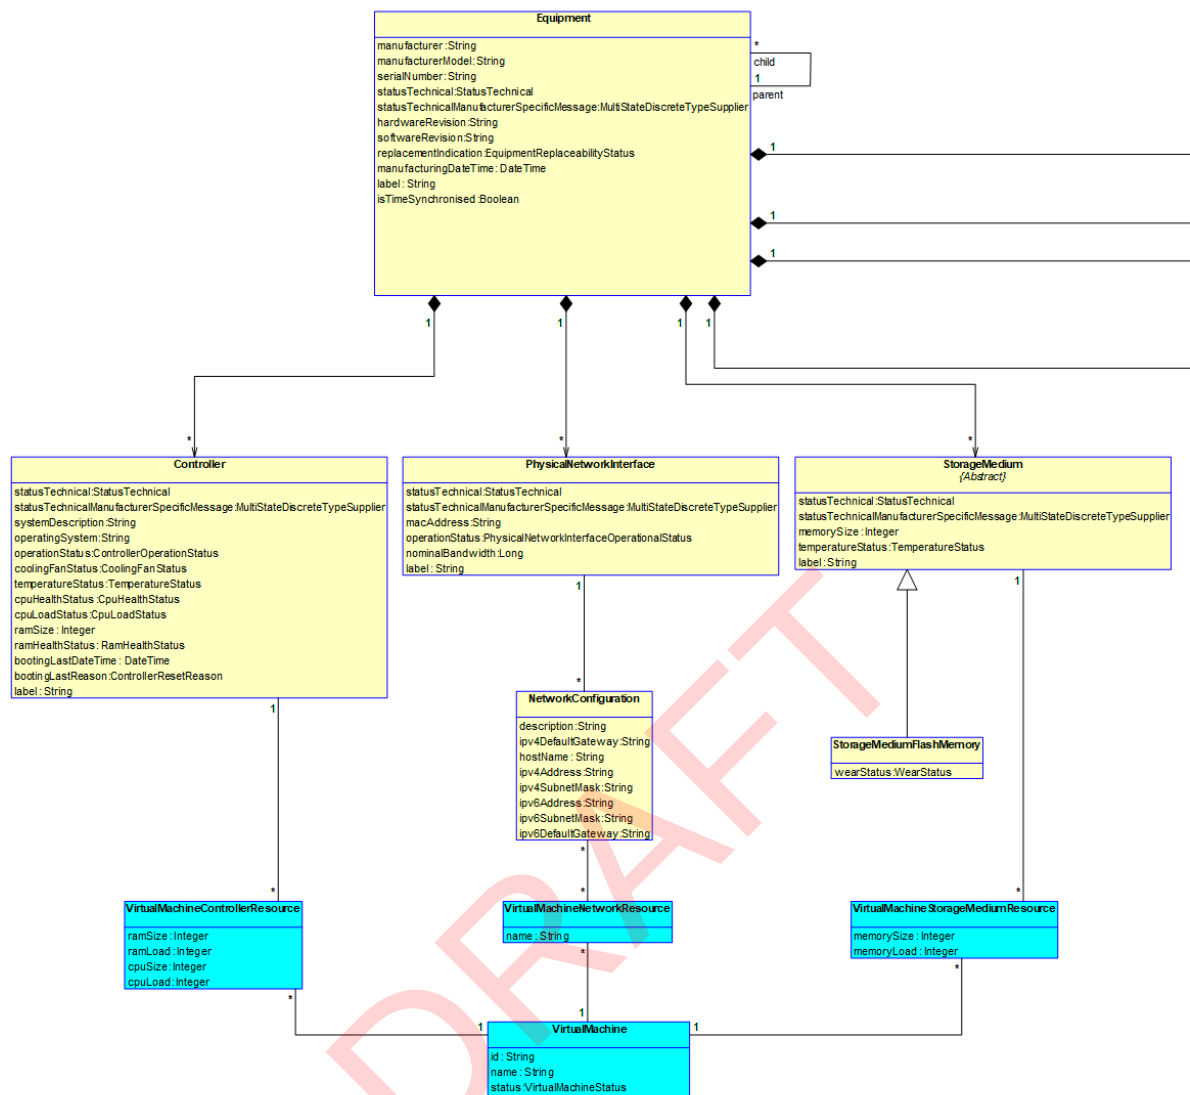 Equipment
manufacturer :String
manufacturerModel: String
serialNumber: String
statusTechnical:StatusTechnical
statusTechnicalManufacturerSpecificMessage:MultiStateDiscreteTypeSupplier
hardwareRevision:String
softwareRevision:String
replacementIndication:EquipmentReplaceabilityStatus
manufacturingDateTime: DateTime
label: String
isTimeSynchronised:Boolean
*
child
1
parent
1
1
1
1
1
1
1
*
*
*
Controller
statusTechnical:StatusTechnical
statusTechnicalManufacturerSpecificMessage:MultiStateDiscreteTypeSupplier
systemDescription:String
operatingSystem:String
operationStatus:ControllerOperationStatus
coolingFanStatus:CoolingFanStatus
temperatureStatus:TemperatureStatus
cpuHealthStatus:CpuHealthStatus
cpuLoadStatus:CpuLoadStatus
ramSize: Integer
ramHealthStatus: RamHealthStatus
bootingLastDateTime: DateTime
bootingLastReason:ControllerResetReason
label: String
PhysicalNetworkInterface
statusTechnical:StatusTechnical
statusTechnicalManufacturerSpecificMessage:MultiStateDiscreteTypeSupplier
macAddress:String
operationStatus:PhysicalNetworkInterfaceOperationalStatus
nominalBandwidth:Long
label: String
StorageMedium
{Abstract}
statusTechnical:StatusTechnical
statusTechnicalManufacturerSpecificMessage:MultiStateDiscreteTypeSupplier
memorySize: Integer
temperatureStatus:TemperatureStatus
label:String
1
1
1
*
NetworkConfiguration
description:String
ipv4DefaultGateway:String
hostName: String
ipv4Address:String
ipv4SubnetMask:String
ipv6Address:String
ipv6SubnetMask:String
ipv6DefaultGateway:String
StorageMediumFlashMemory
wearStatus:WearStatus
*
*
*
*
VirtualMachineControllerResource
ramSize: Integer
ramLoad: Integer
cpuSize: Integer
cpuLoad: Integer
VirtualMachineNetworkResource
name: String
VirtualMachineStorageMediumResource
memorySize: Integer
memoryLoad: Integer
*
*
*
1
1
1
VirtualMachine
id: String
name: String
status:VirtualMachineStatus
DRAFT